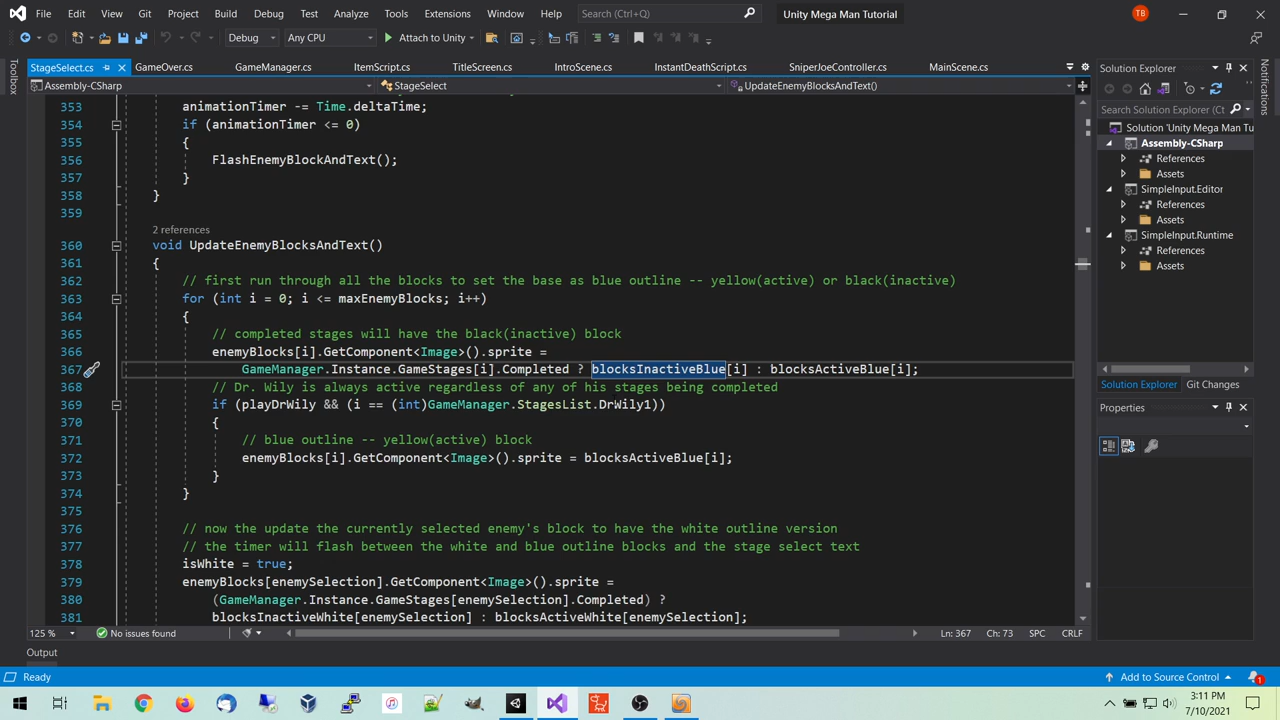 File Edit View Git Project Build Debug Test Analyze Tools Extensions Window Help Search (Ctrl+Q) Unity Mega Man Tutorial TB
Debug Any CPU Attach to Unity
Toolbox
StageSelect.cs GameOver.cs GameManager.cs ItemScript.cs TitleScreen.cs IntroScene.cs InstantDeathScript.cs SniperJoeController.cs MainScene.cs
Assembly-CSharp StageSelect UpdateEnemyBlocksAndText()
353 animationTimer -= Time.deltaTime;
354 if (animationTimer <= 0)
355 {
356 FlashEnemyBlockAndText();
357 }
358 }
359
2 references
360 void UpdateEnemyBlocksAndText()
361 {
362 // first run through all the blocks to set the base as blue outline -- yellow(active) or black(inactive)
363 for (int i = 0; i <= maxEnemyBlocks; i++)
364 {
365 // completed stages will have the black(inactive) block
366 enemyBlocks[i].GetComponent<Image>().sprite =
367 GameManager.Instance.GameStages[i].Completed ? blocksInactiveBlue[i] : blocksActiveBlue[i];
368 // Dr. Wily is always active regardless of any of his stages being completed
369 if (playDrWily && (i == (int)GameManager.StagesList.DrWily1))
370 {
371 // blue outline -- yellow(active) block
372 enemyBlocks[i].GetComponent<Image>().sprite = blocksActiveBlue[i];
373 }
374 }
375
376 // now the update the currently selected enemy's block to have the white outline version
377 // the timer will flash between the white and blue outline blocks and the stage select text
378 isWhite = true;
379 enemyBlocks[enemySelection].GetComponent<Image>().sprite =
380 (GameManager.Instance.GameStages[enemySelection].Completed) ?
381 blocksInactiveWhite[enemySelection] : blocksActiveWhite[enemySelection];
125 % No issues found Ln: 367 Ch: 73 SPC CRLF
Output
Solution Explorer
Search Solution Explorer (Ct
Solution 'Unity Mega Man Tu
Assembly-CSharp
References
Assets
SimpleInput.Editor
References
Assets
SimpleInput.Runtime
References
Assets
Solution Explorer Git Changes
Properties
Notifications
Ready Add to Source Control 1
3:11 PM
7/10/2021